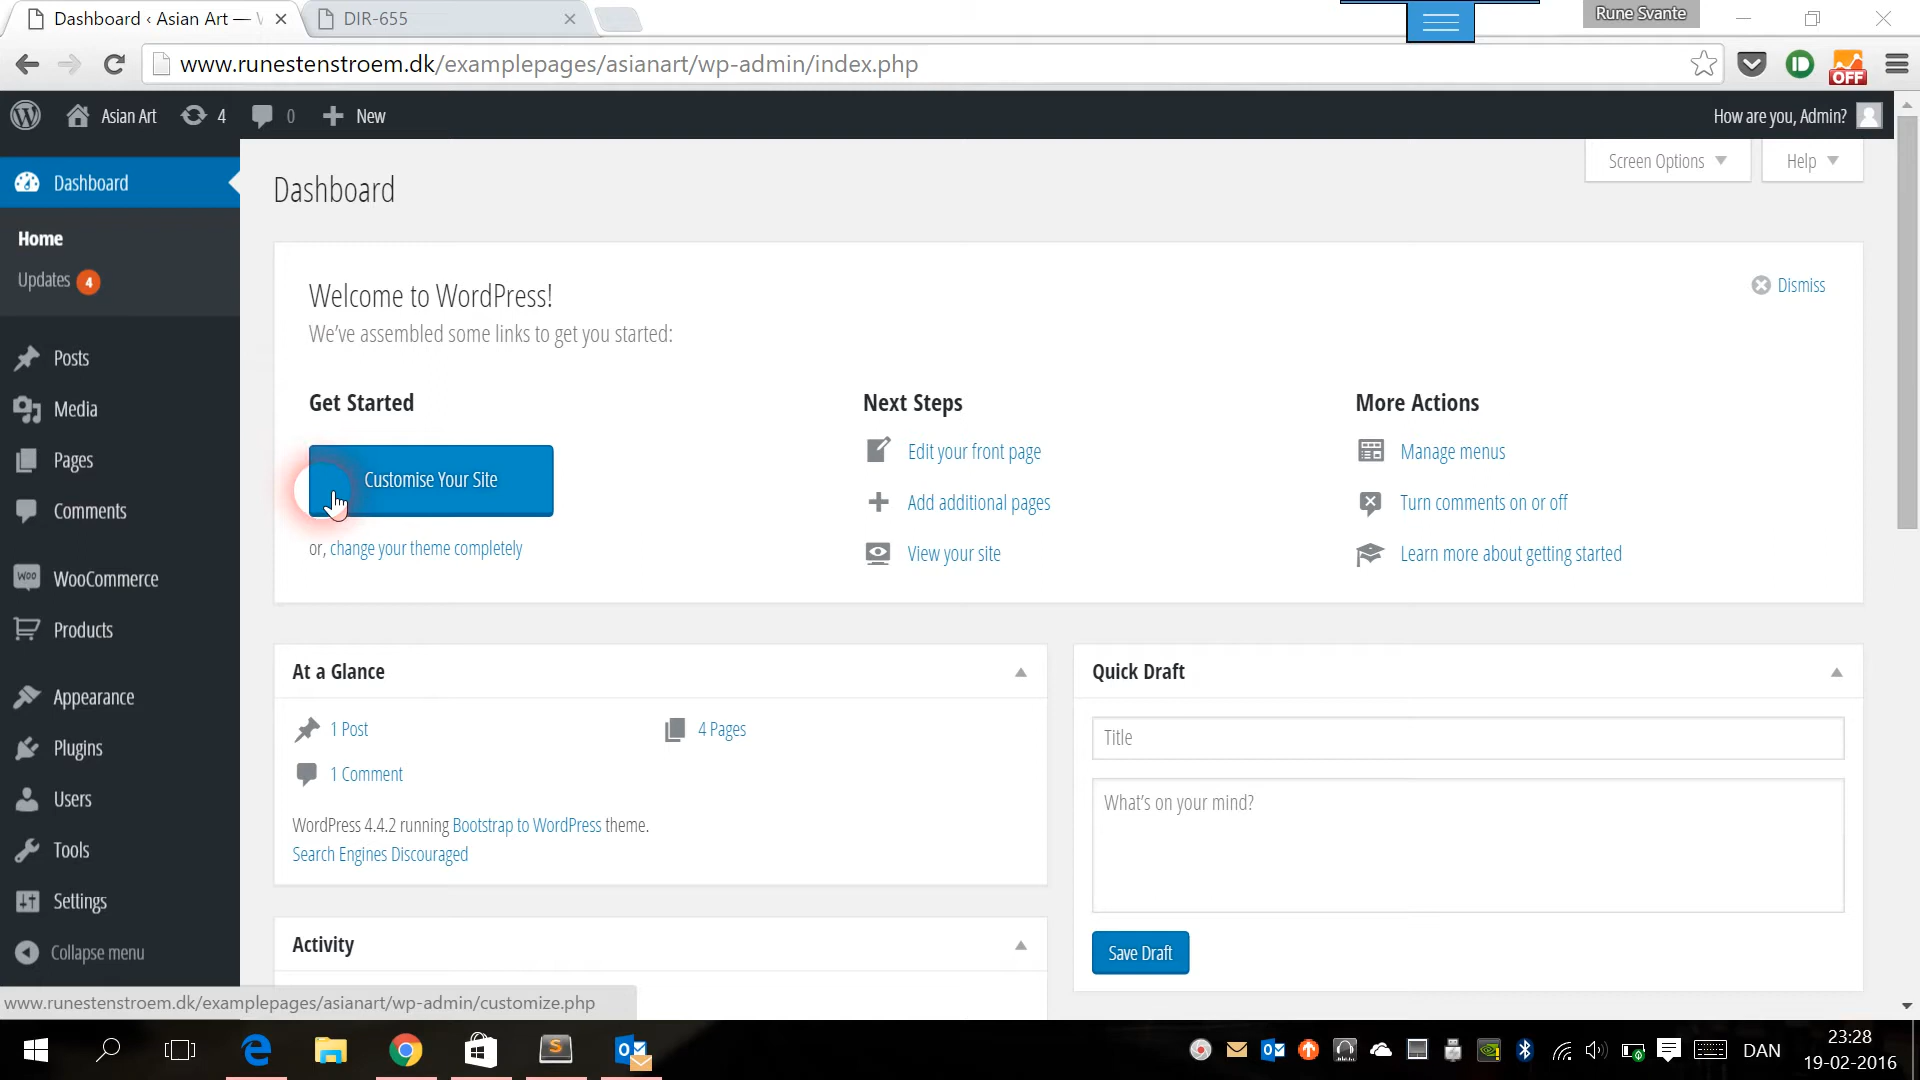 Dashboard ‹ Asian Art —
DIR-655
Rune Svante
www.runestenstroem.dk/examplepages/asianart/wp-admin/index.php
OFF
Asian Art
4
0
New
How are you, Admin?
Dashboard
Screen Options
Help
Dashboard
Home
Updates 4
Posts
Media
Pages
Comments
WooCommerce
Products
Appearance
Plugins
Users
Tools
Settings
Collapse menu
Welcome to WordPress!
Dismiss
We’ve assembled some links to get you started:
Get Started
Customise Your Site
or, change your theme completely
Next Steps
Edit your front page
Add additional pages
View your site
More Actions
Manage menus
Turn comments on or off
Learn more about getting started
At a Glance
1 Post
4 Pages
1 Comment
WordPress 4.4.2 running Bootstrap to WordPress theme.
Search Engines Discouraged
Activity
Quick Draft
Title
What’s on your mind?
Save Draft
www.runestenstroem.dk/examplepages/asianart/wp-admin/customize.php
DAN
23:28
19-02-2016